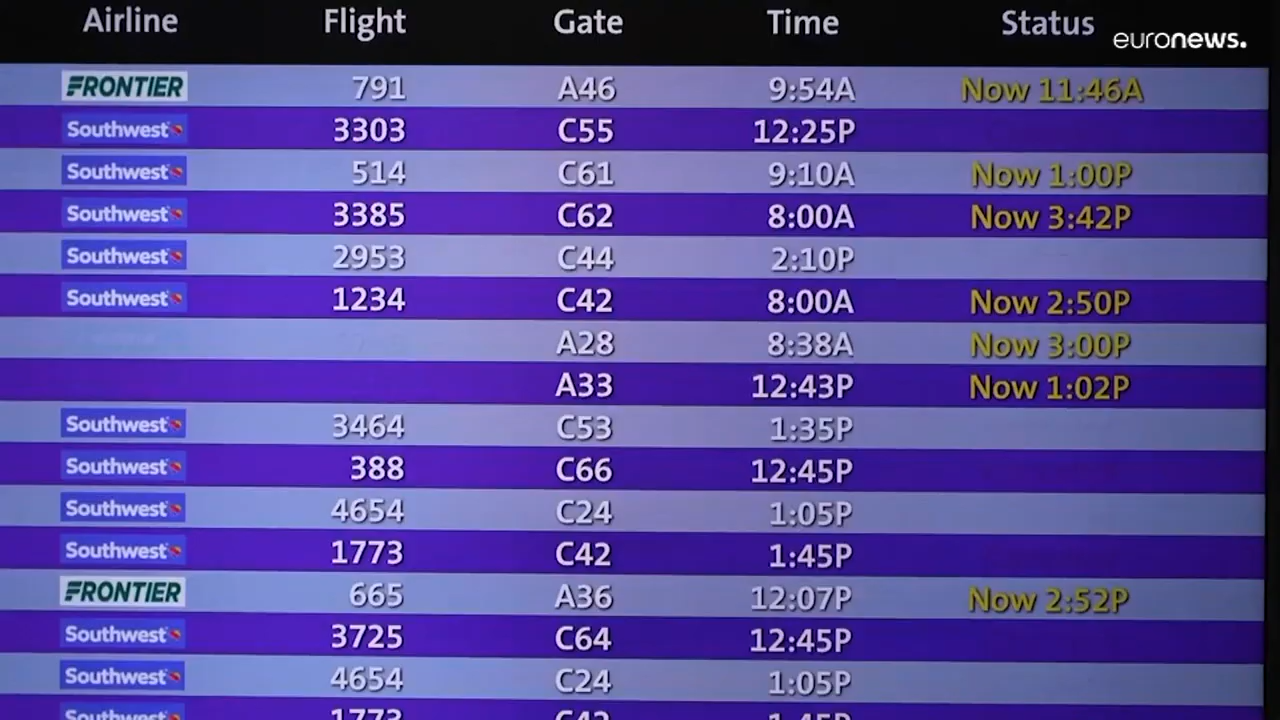 Airline Flight Gate Time Status
euronews.
FRONTIER 791 A46 9:54A Now 11:46A
Southwest 3303 C55 12:25P
Southwest 514 C61 9:10A Now 1:00P
Southwest 3385 C62 8:00A Now 3:42P
Southwest 2953 C44 2:10P
Southwest 1234 C42 8:00A Now 2:50P
A28 8:38A Now 3:00P
A33 12:43P Now 1:02P
Southwest 3464 C53 1:35P
Southwest 388 C66 12:45P
Southwest 4654 C24 1:05P
Southwest 1773 C42 1:45P
FRONTIER 665 A36 12:07P Now 2:52P
Southwest 3725 C64 12:45P
Southwest 4654 C24 1:05P
Southwest 1773 C42 1:45P